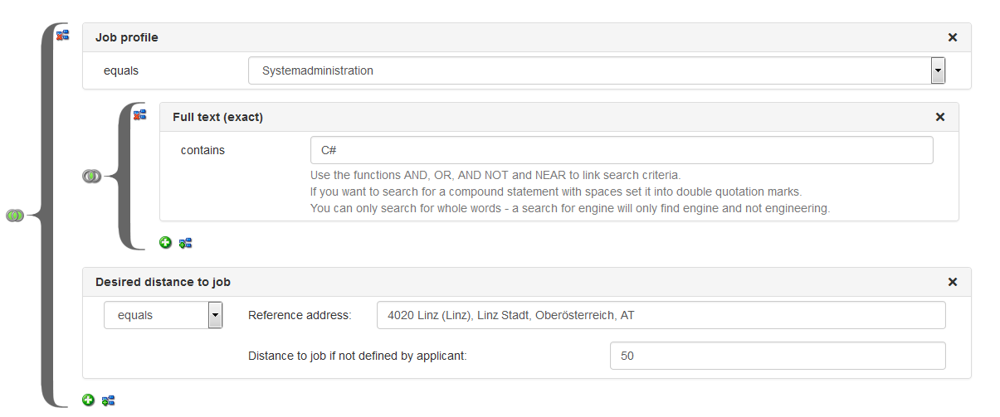 Job profile
equals Systemadministration
Full text (exact)
contains C#
Use the functions AND, OR, AND NOT and NEAR to link search criteria.
If you want to search for a compound statement with spaces set it into double quotation marks.
You can only search for whole words - a search for engine will only find engine and not engineering.
Desired distance to job
equals Reference address: 4020 Linz (Linz), Linz Stadt, Oberösterreich, AT
Distance to job if not defined by applicant: 50